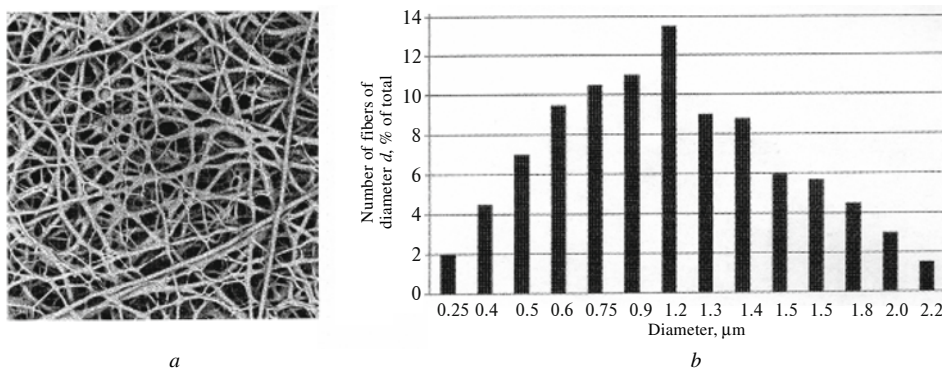 14
12
10
8
6
4
2
0
Number of fibers of
diameter d, % of total
0.25 0.4 0.5 0.6 0.75 0.9 1.2 1.3 1.4 1.5 1.5 1.8 2.0 2.2
Diameter, μm
a
b